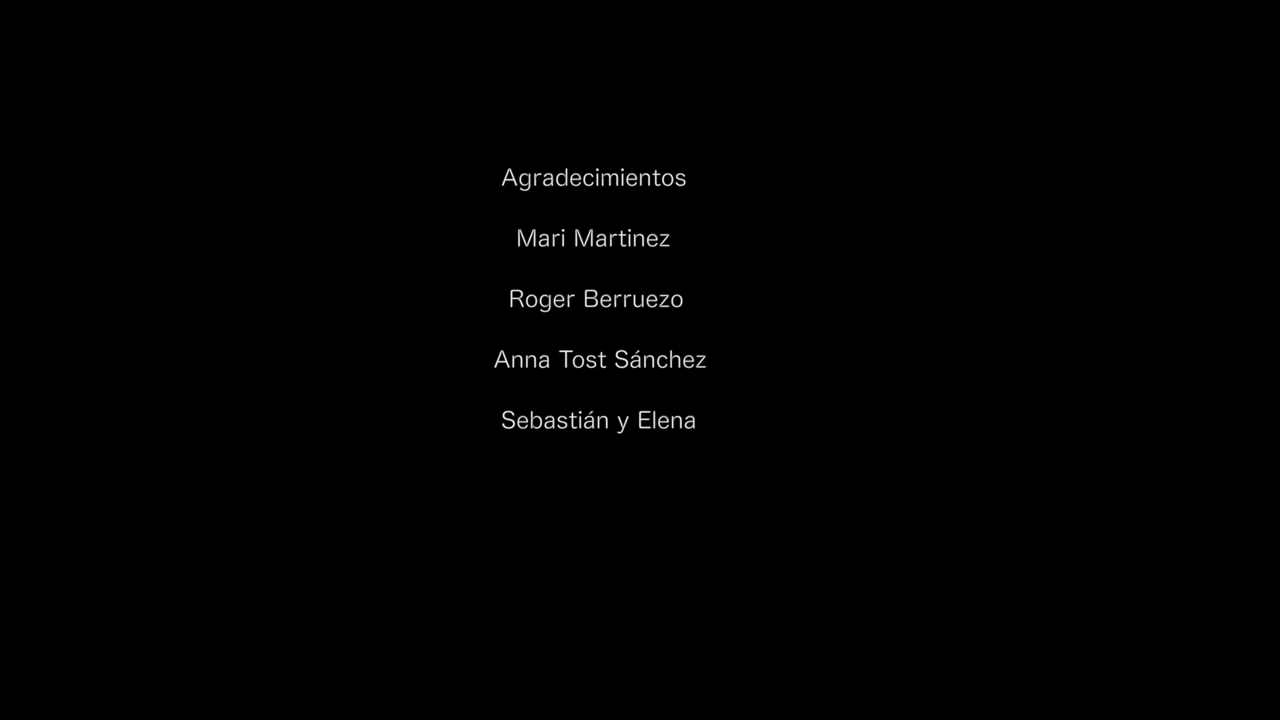 Agradecimientos
Mari Martinez
Roger Berruezo
Anna Tost Sánchez
Sebastián y Elena